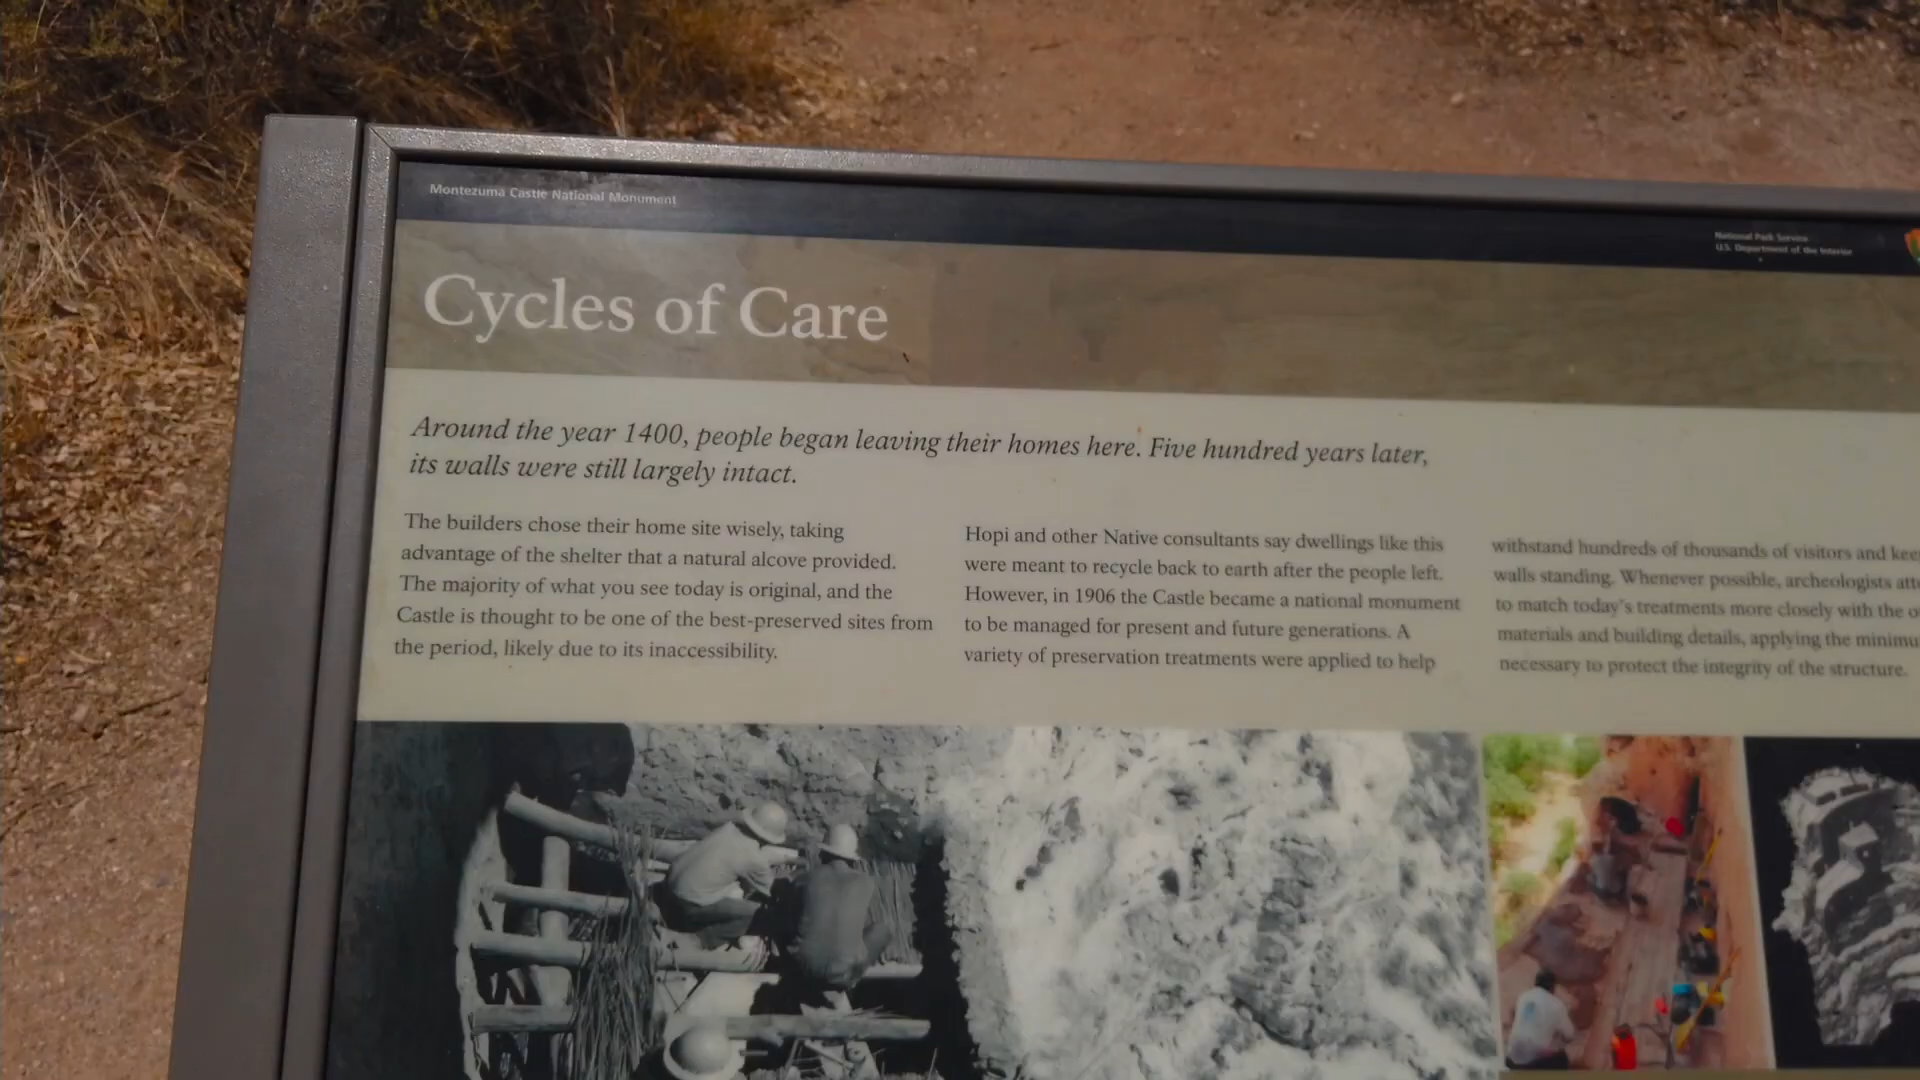 Montezuma Castle National Monument
National Park Service
U.S. Department of the Interior
Cycles of Care
Around the year 1400, people began leaving their homes here. Five hundred years later,
its walls were still largely intact.
The builders chose their home site wisely, taking
advantage of the shelter that a natural alcove provided.
The majority of what you see today is original, and the
Castle is thought to be one of the best-preserved sites from
the period, likely due to its inaccessibility.
Hopi and other Native consultants say dwellings like this
were meant to recycle back to earth after the people left.
However, in 1906 the Castle became a national monument
to be managed for present and future generations. A
variety of preservation treatments were applied to help
withstand hundreds of thousands of visitors and
walls standing. Whenever possible, archeologists
to match today's treatments more closely with the
materials and building details, applying the
necessary to protect the integrity of the structure.